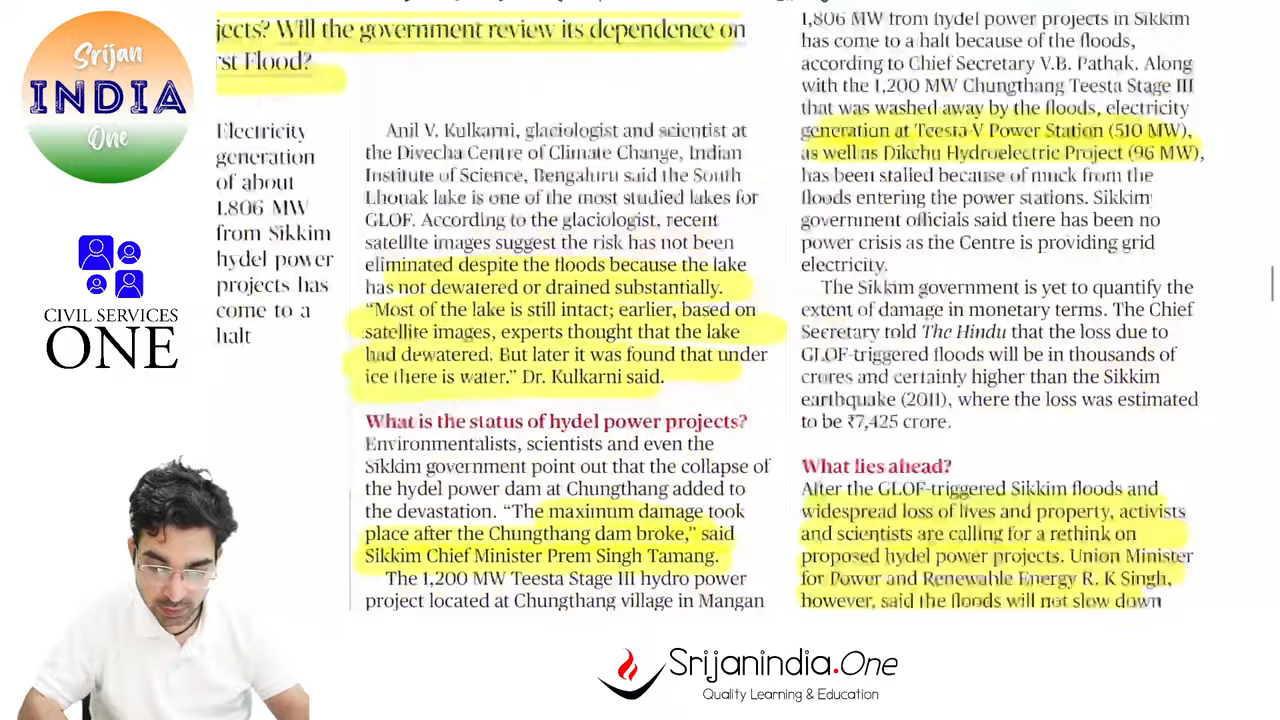 Srijan
INDIA
One
CIVIL SERVICES
ONE
jects? Will the government review its dependence on
rst Flood?
Electricity
generation
of about
1,806 MW
from Sikkim
hydel power
projects has
come to a
halt
Anil V. Kulkarni, glaciologist and scientist at
the Divecha Centre of Climate Change, Indian
Institute of Science, Bengaluru said the South
Lhonak lake is one of the most studied lakes for
GLOF. According to the glaciologist, recent
satellite images suggest the risk has not been
eliminated despite the floods because the lake
has not dewatered or drained substantially.
“Most of the lake is still intact; earlier, based on
satellite images, experts thought that the lake
had dewatered. But later it was found that under
ice there is water,” Dr. Kulkarni said.
What is the status of hydel power projects?
Environmentalists, scientists and even the
Sikkim government point out that the collapse of
the hydel power dam at Chungthang added to
the devastation. “The maximum damage took
place after the Chungthang dam broke,” said
Sikkim Chief Minister Prem Singh Tamang.
The 1,200 MW Teesta Stage III hydro power
project located at Chungthang village in Mangan
1,806 MW from hydel power projects in Sikkim
has come to a halt because of the floods,
according to Chief Secretary V.B. Pathak. Along
with the 1,200 MW Chungthang Teesta Stage III
that was washed away by the floods, electricity
generation at Teesta-V Power Station (510 MW),
as well as Dikchu Hydroelectric Project (96 MW),
has been stalled because of muck from the
floods entering the power stations. Sikkim
government officials said there has been no
power crisis as the Centre is providing grid
electricity.
The Sikkim government is yet to quantify the
extent of damage in monetary terms. The Chief
Secretary told The Hindu that the loss due to
GLOF-triggered floods will be in thousands of
crores and certainly higher than the Sikkim
earthquake (2011), where the loss was estimated
to be ₹7,425 crore.
What lies ahead?
After the GLOF-triggered Sikkim floods and
widespread loss of lives and property, activists
and scientists are calling for a rethink on
proposed hydel power projects. Union Minister
for Power and Renewable Energy R. K Singh,
however, said the floods will not slow down
Srijanindia.One
Quality Learning & Education